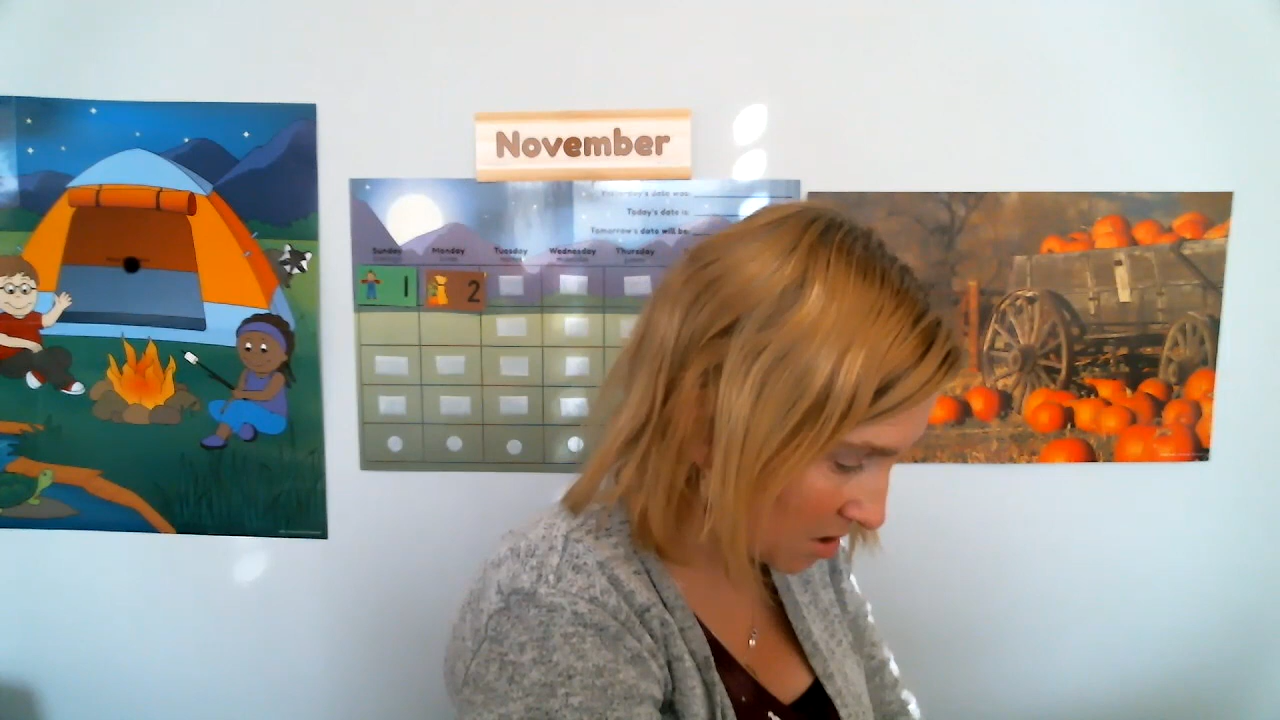 November
Yesterday's date was:
Today's date is:
Tomorrow's date will be:
Sunday Monday Tuesday Wednesday Thursday
1 2